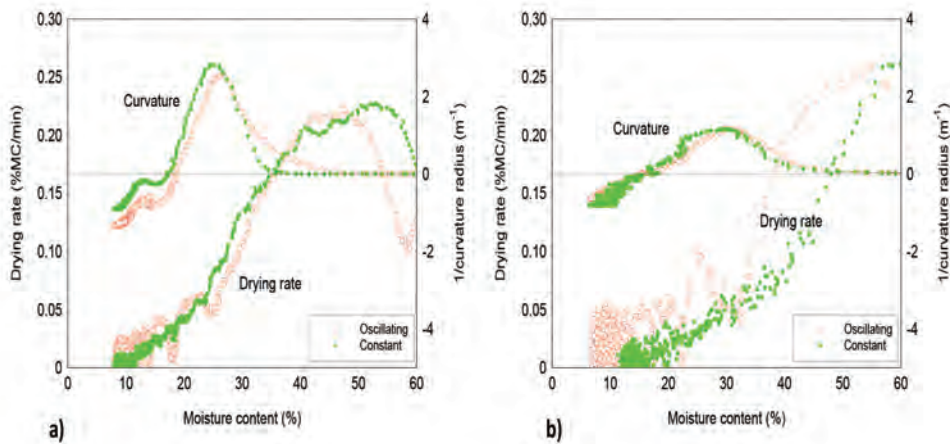 0.30
0.25
0.20
0.15
0.10
0.05
0
Drying rate (%MC/min)
4
2
0
-2
-4
1/curvature radius (m⁻¹)
Curvature
Drying rate
Oscillating
Constant
0 10 20 30 40 50 60
Moisture content (%)
a)
0.30
0.25
0.20
0.15
0.10
0.05
0
Drying rate (%MC/min)
4
2
0
-2
-4
1/curvature radius (m⁻¹)
Curvature
Drying rate
Oscillating
Constant
0 10 20 30 40 50 60
Moisture content (%)
b)